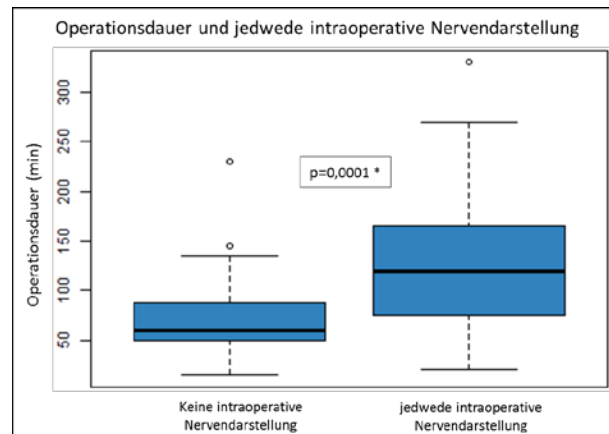 Operationsdauer und jedwede intraoperative Nervendarstellung
Operationsdauer (min)
300
250
200
150
100
50
p=0,0001 *
Keine intraoperative
Nervendarstellung
jedwede intraoperative
Nervendarstellung